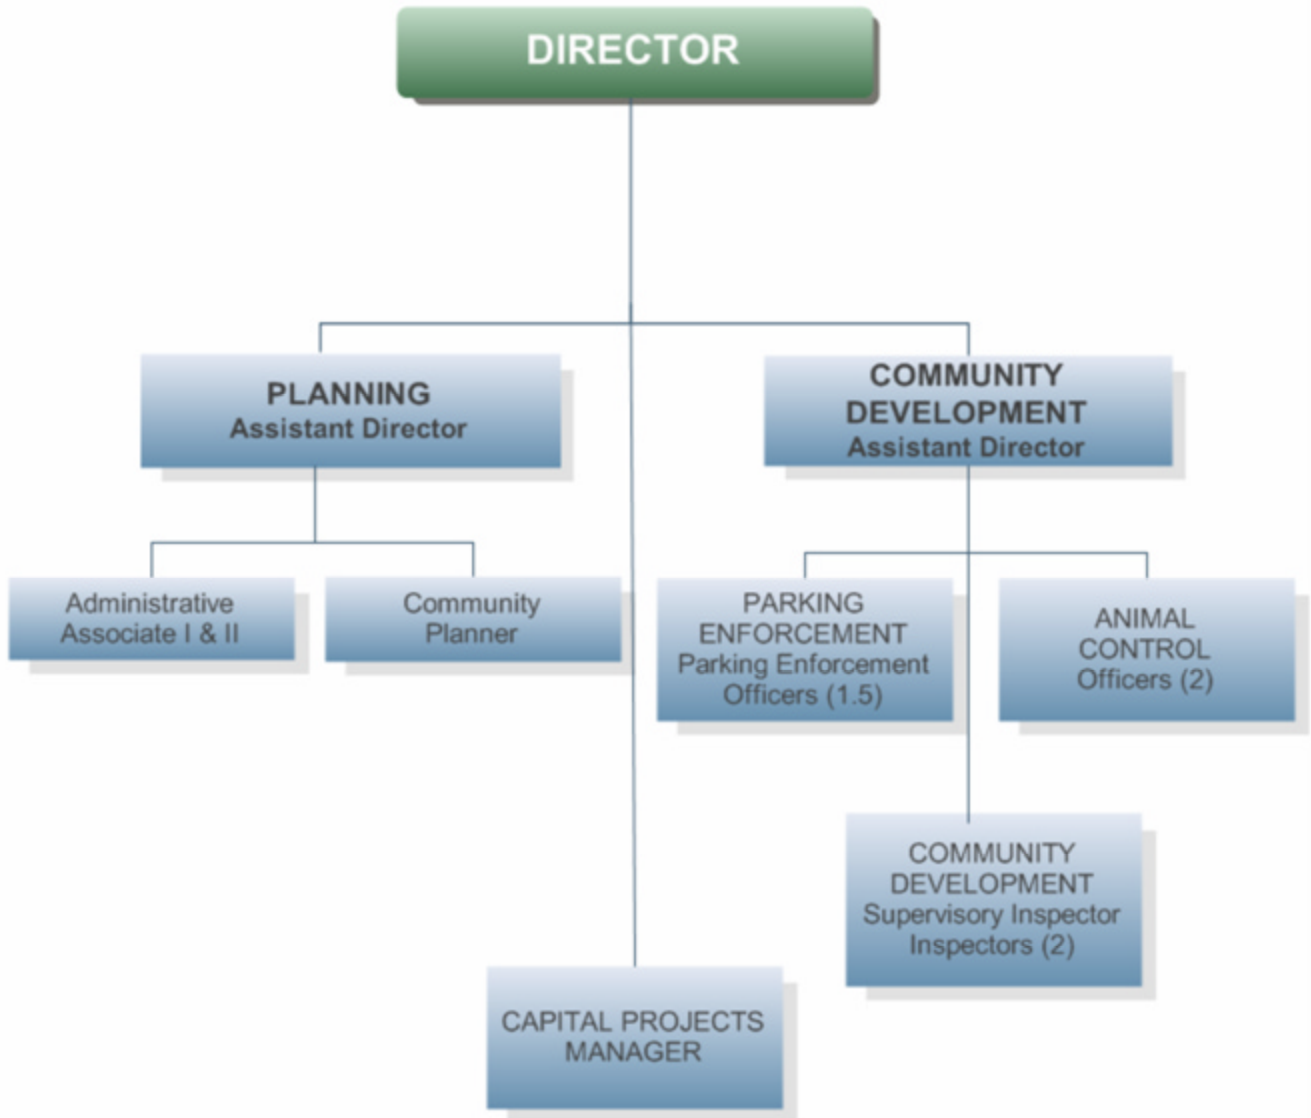 DIRECTOR
PLANNING
Assistant Director
COMMUNITY
DEVELOPMENT
Assistant Director
Administrative
Associate I & II
Community
Planner
PARKING
ENFORCEMENT
Parking Enforcement
Officers (1.5)
ANIMAL
CONTROL
Officers (2)
COMMUNITY
DEVELOPMENT
Supervisory Inspector
Inspectors (2)
CAPITAL PROJECTS
MANAGER